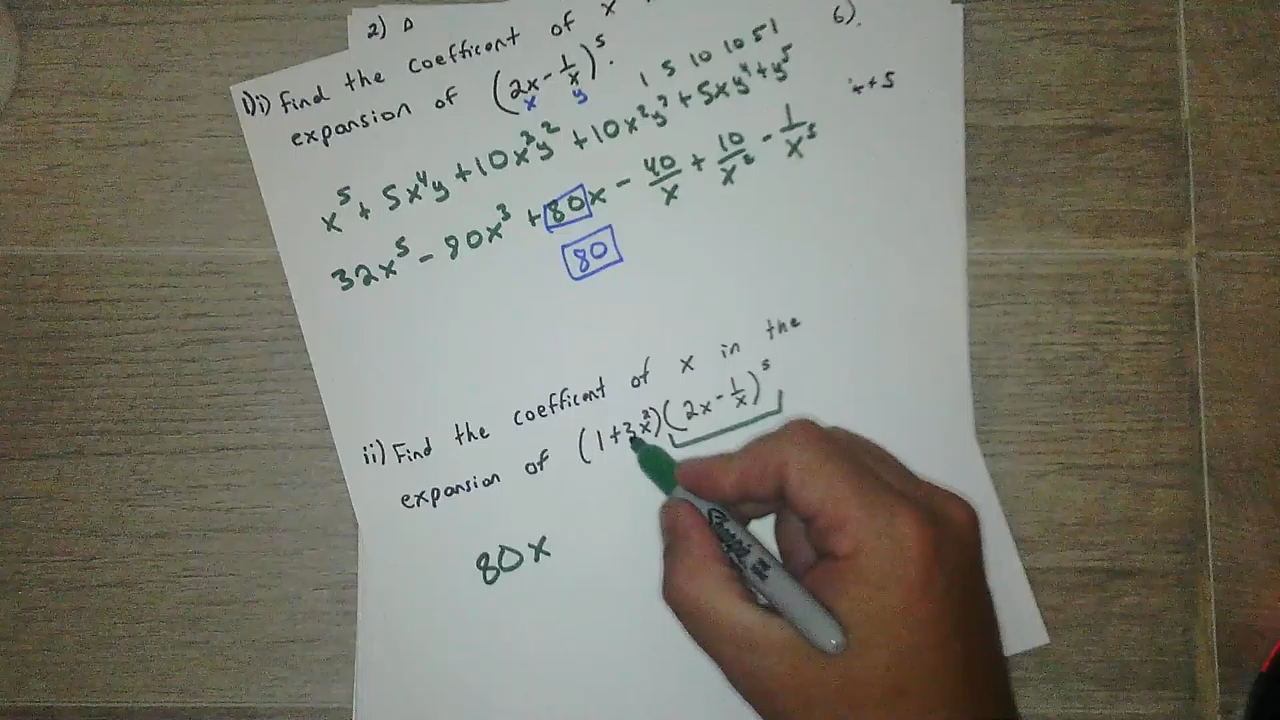 2) D
6).
1)i) Find the coefficent of x
expansion of (2x - 1/x)^5.
x y
1 5 10 10 5 1
x^5 + 5x^4y + 10x^3y^2 + 10x^2y^3 + 5xy^4 + y^5
32x^5 - 80x^3 + 80x - 40/x + 10/x^3 - 1/x^5
80
ii) Find the coefficent of x in the
expansion of (1+3x^2)(2x - 1/x)^5
80x
Sharpie